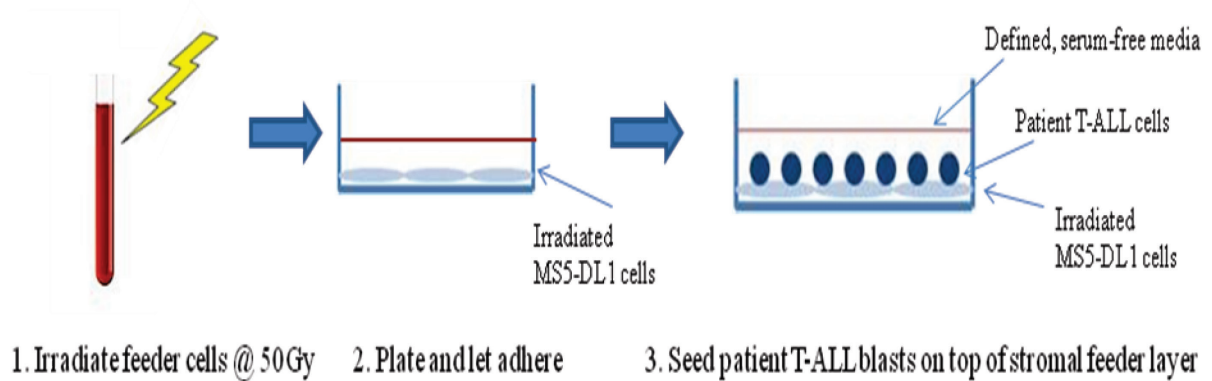 Defined, serum-free media
Patient T-ALL cells
Irradiated
MS5-DL1 cells
Irradiated
MS5-DL1 cells
1. Irradiate feeder cells @ 50Gy
2. Plate and let adhere
3. Seed patient T-ALL blasts on top of stromal feeder layer